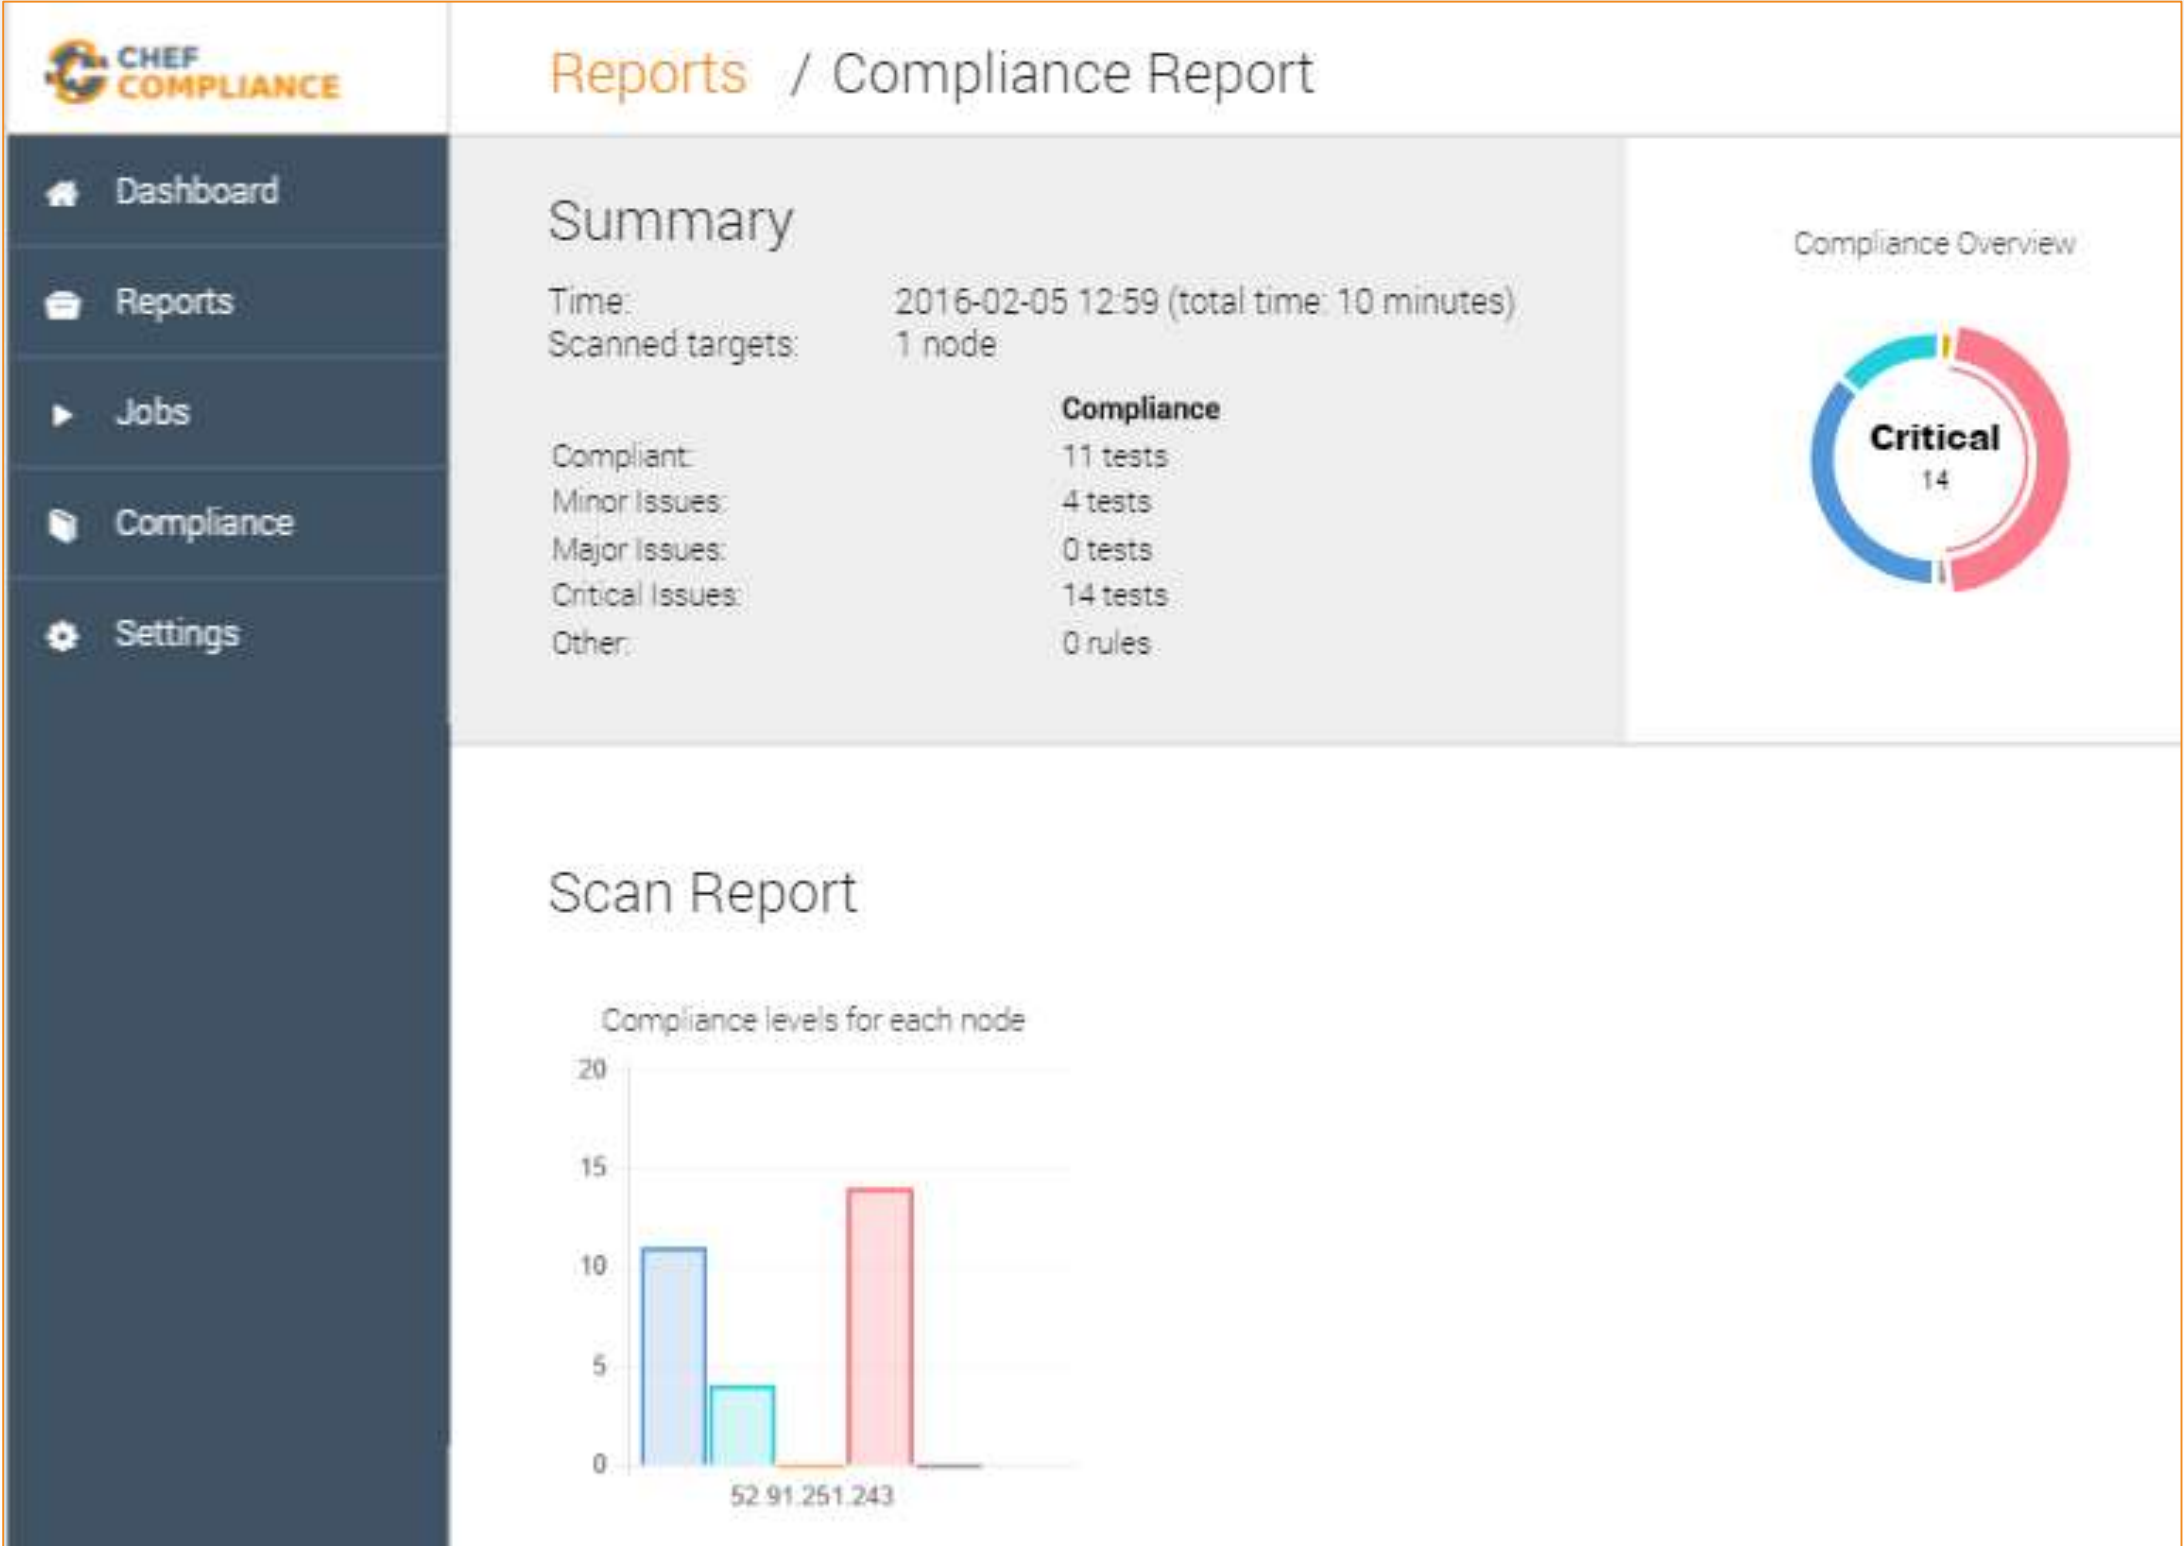 CHEF
COMPLIANCE
Reports / Compliance Report
Dashboard
Reports
Jobs
Compliance
Settings
Summary
Time: 2016-02-05 12:59 (total time: 10 minutes)
Scanned targets: 1 node
Compliance
Compliant: 11 tests
Minor Issues: 4 tests
Major Issues: 0 tests
Critical Issues: 14 tests
Other: 0 rules
Compliance Overview
Critical
14
Scan Report
Compliance levels for each node
20
15
10
5
0
52.91.251.243